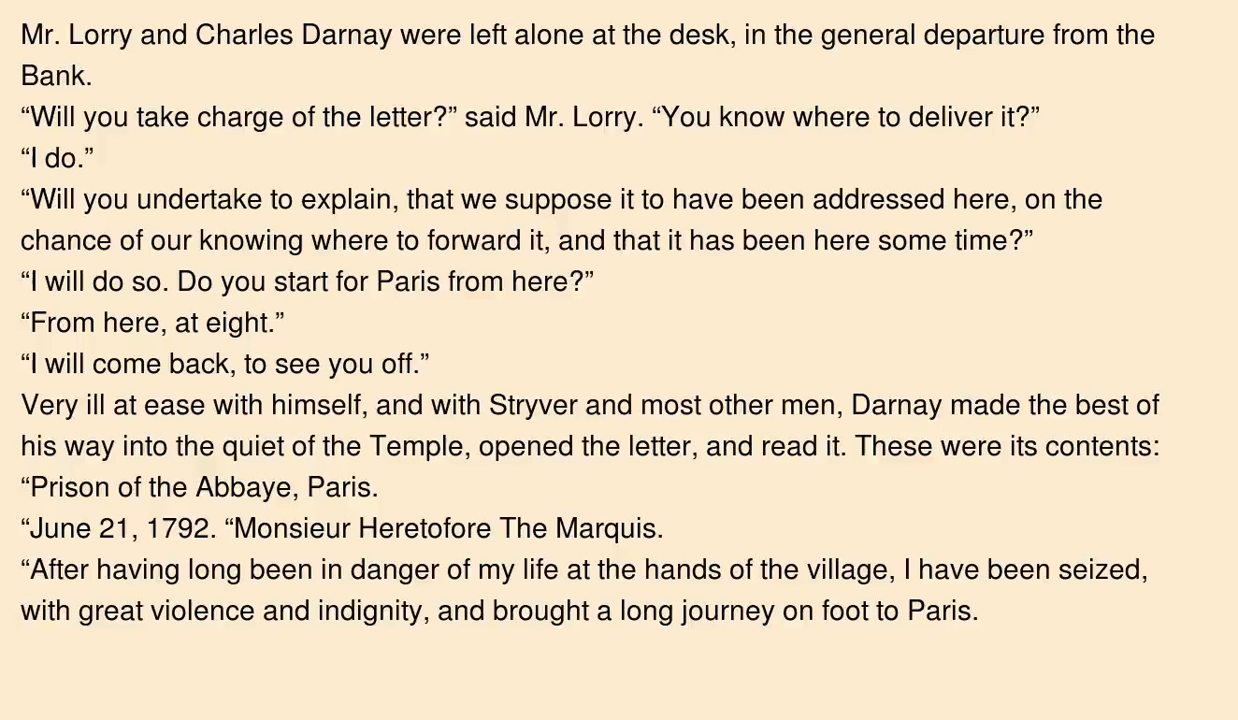 Mr. Lorry and Charles Darnay were left alone at the desk, in the general departure from the
Bank.
“Will you take charge of the letter?” said Mr. Lorry. “You know where to deliver it?”
“I do.”
“Will you undertake to explain, that we suppose it to have been addressed here, on the
chance of our knowing where to forward it, and that it has been here some time?”
“I will do so. Do you start for Paris from here?”
“From here, at eight.”
“I will come back, to see you off.”
Very ill at ease with himself, and with Stryver and most other men, Darnay made the best of
his way into the quiet of the Temple, opened the letter, and read it. These were its contents:
“Prison of the Abbaye, Paris.
“June 21, 1792. “Monsieur Heretofore The Marquis.
“After having long been in danger of my life at the hands of the village, I have been seized,
with great violence and indignity, and brought a long journey on foot to Paris.